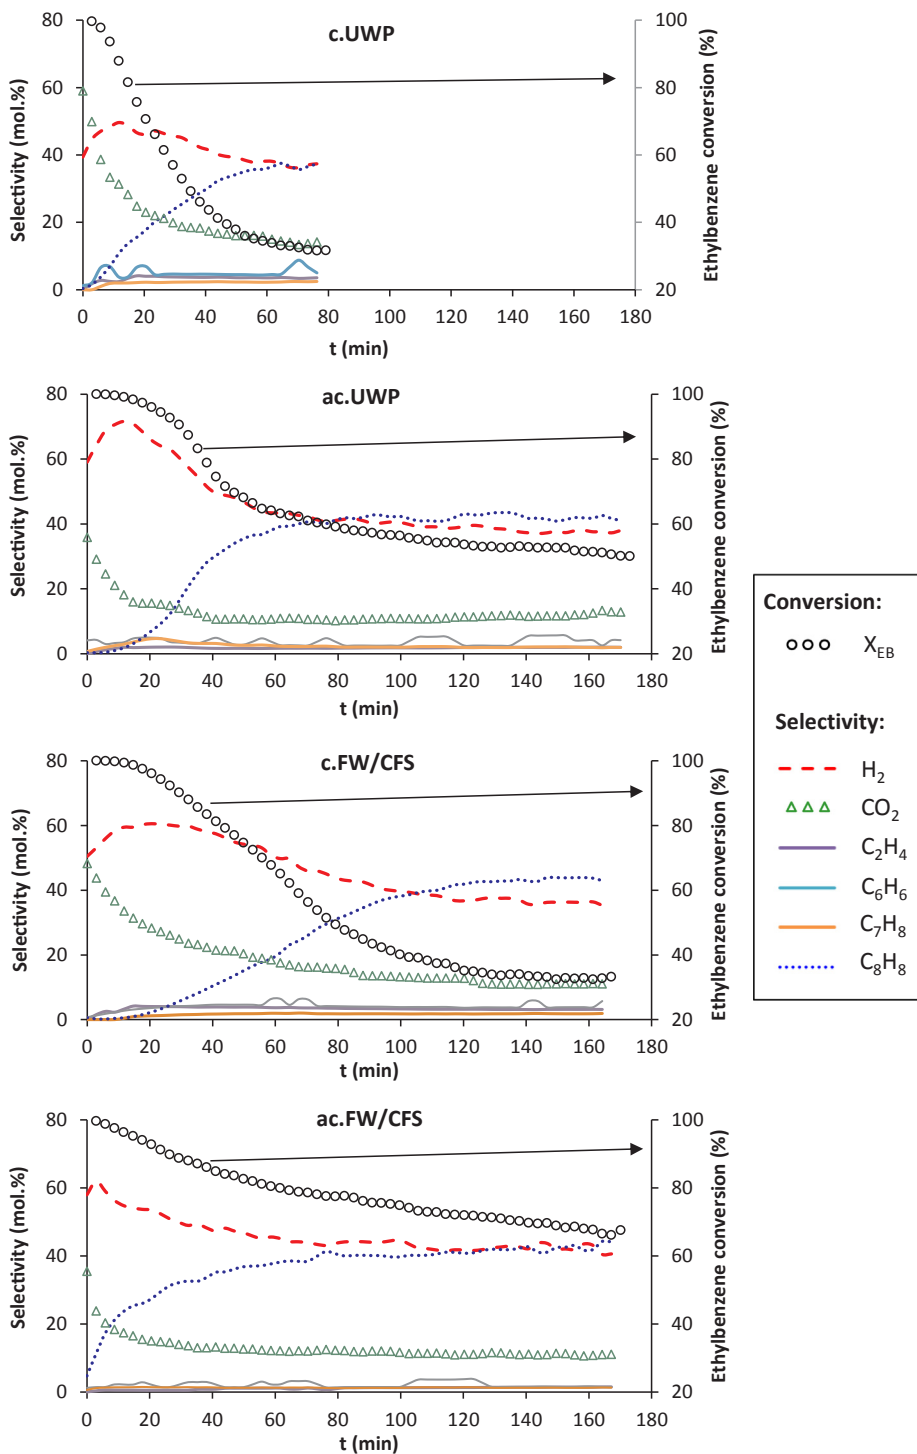 c.UWP
Selectivity (mol.%)
80
60
40
20
0
100
80
60
40
20
Ethylbenzene conversion (%)
0 20 40 60 80 100 120 140 160 180
t (min)
ac.UWP
Selectivity (mol.%)
80
60
40
20
0
100
80
60
40
20
Ethylbenzene conversion (%)
0 20 40 60 80 100 120 140 160 180
t (min)
c.FW/CFS
Selectivity (mol.%)
80
60
40
20
0
100
80
60
40
20
Ethylbenzene conversion (%)
0 20 40 60 80 100 120 140 160 180
t (min)
ac.FW/CFS
Selectivity (mol.%)
80
60
40
20
0
100
80
60
40
20
Ethylbenzene conversion (%)
0 20 40 60 80 100 120 140 160 180
t (min)
Conversion:
X_EB
Selectivity:
H₂
CO₂
C₂H₄
C₆H₆
C₇H₈
C₈H₈